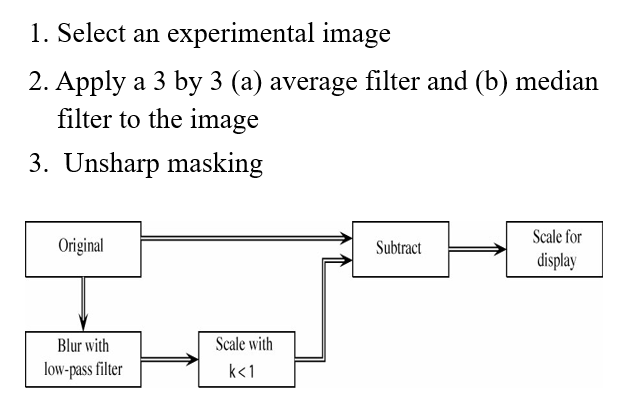 1. Select an experimental image
2. Apply a 3 by 3 (a) average filter and (b) median
filter to the image
3. Unsharp masking
Original
Subtract
Scale for
display
Blur with
low-pass filter
Scale with
k<1